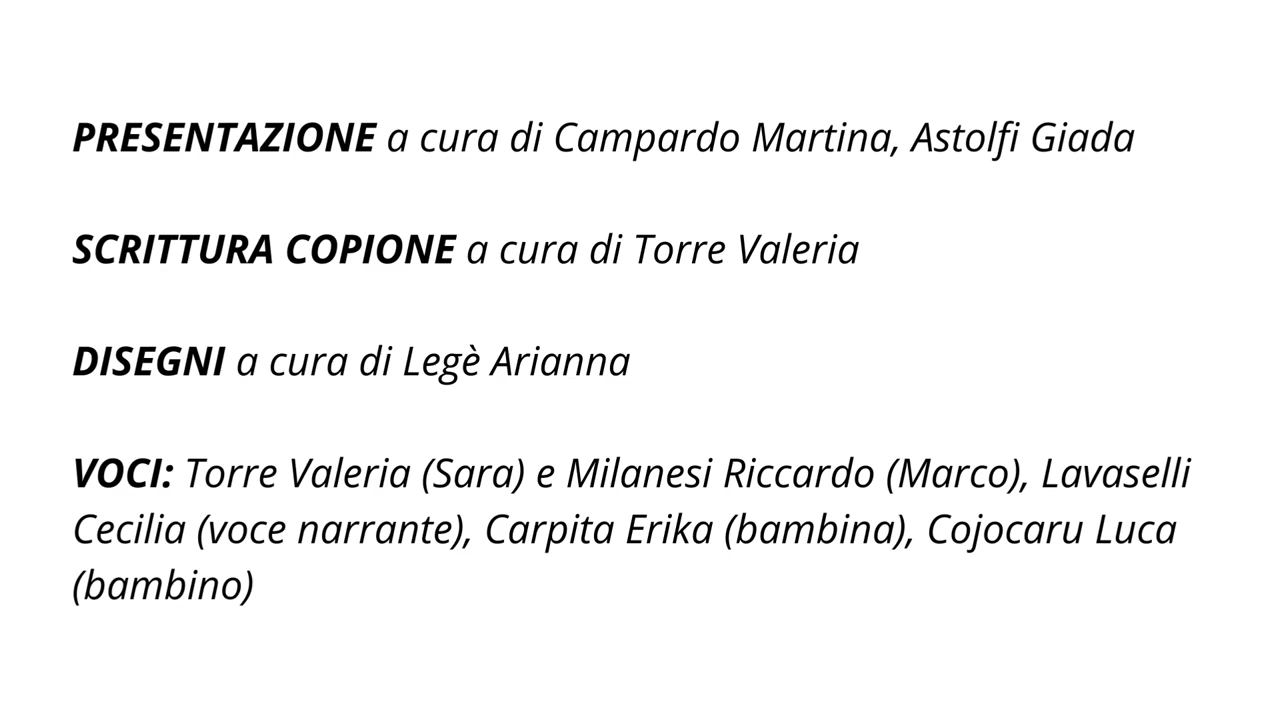 PRESENTAZIONE a cura di Campardo Martina, Astolfi Giada
SCRITTURA COPIONE a cura di Torre Valeria
DISEGNI a cura di Legè Arianna
VOCI: Torre Valeria (Sara) e Milanesi Riccardo (Marco), Lavaselli
Cecilia (voce narrante), Carpita Erika (bambina), Cojocaru Luca
(bambino)